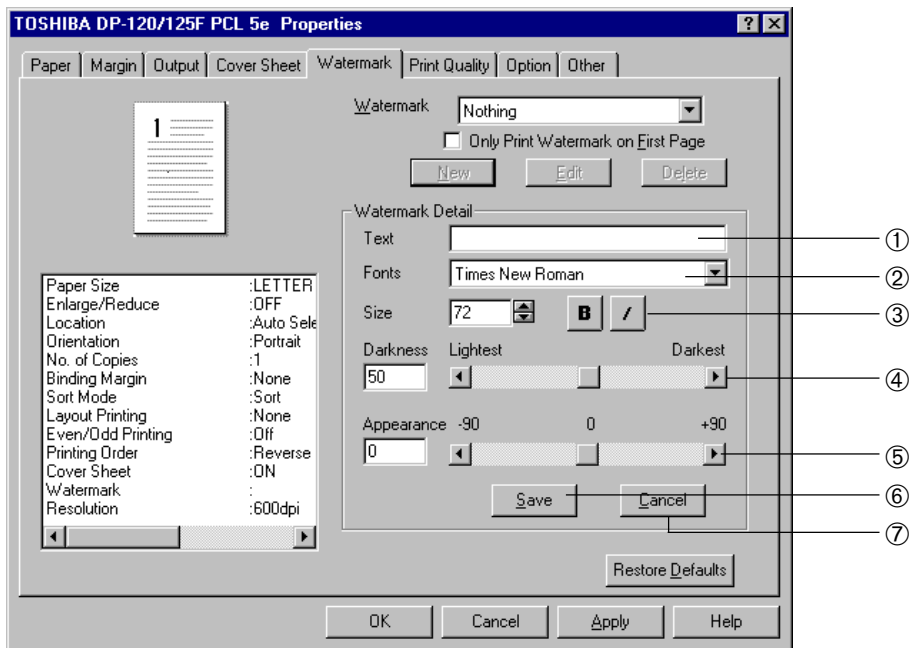 TOSHIBA DP-120/125F PCL 5e Properties
Paper Margin Output Cover Sheet Watermark Print Quality Option Other
1
Watermark Nothing
Only Print Watermark on First Page
New Edit Delete
Watermark Detail
Text ①
Fonts Times New Roman ②
Size 72 B / ③
Darkness Lightest Darkest
50 ④
Appearance -90 0 +90
0 ⑤
Save ⑥
Cancel ⑦
Paper Size :LETTER
Enlarge/Reduce :OFF
Location :Auto Sele
Orientation :Portrait
No. of Copies :1
Binding Margin :None
Sort Mode :Sort
Layout Printing :None
Even/Odd Printing :Off
Printing Order :Reverse
Cover Sheet :ON
Watermark :
Resolution :600dpi
Restore Defaults
OK Cancel Apply Help